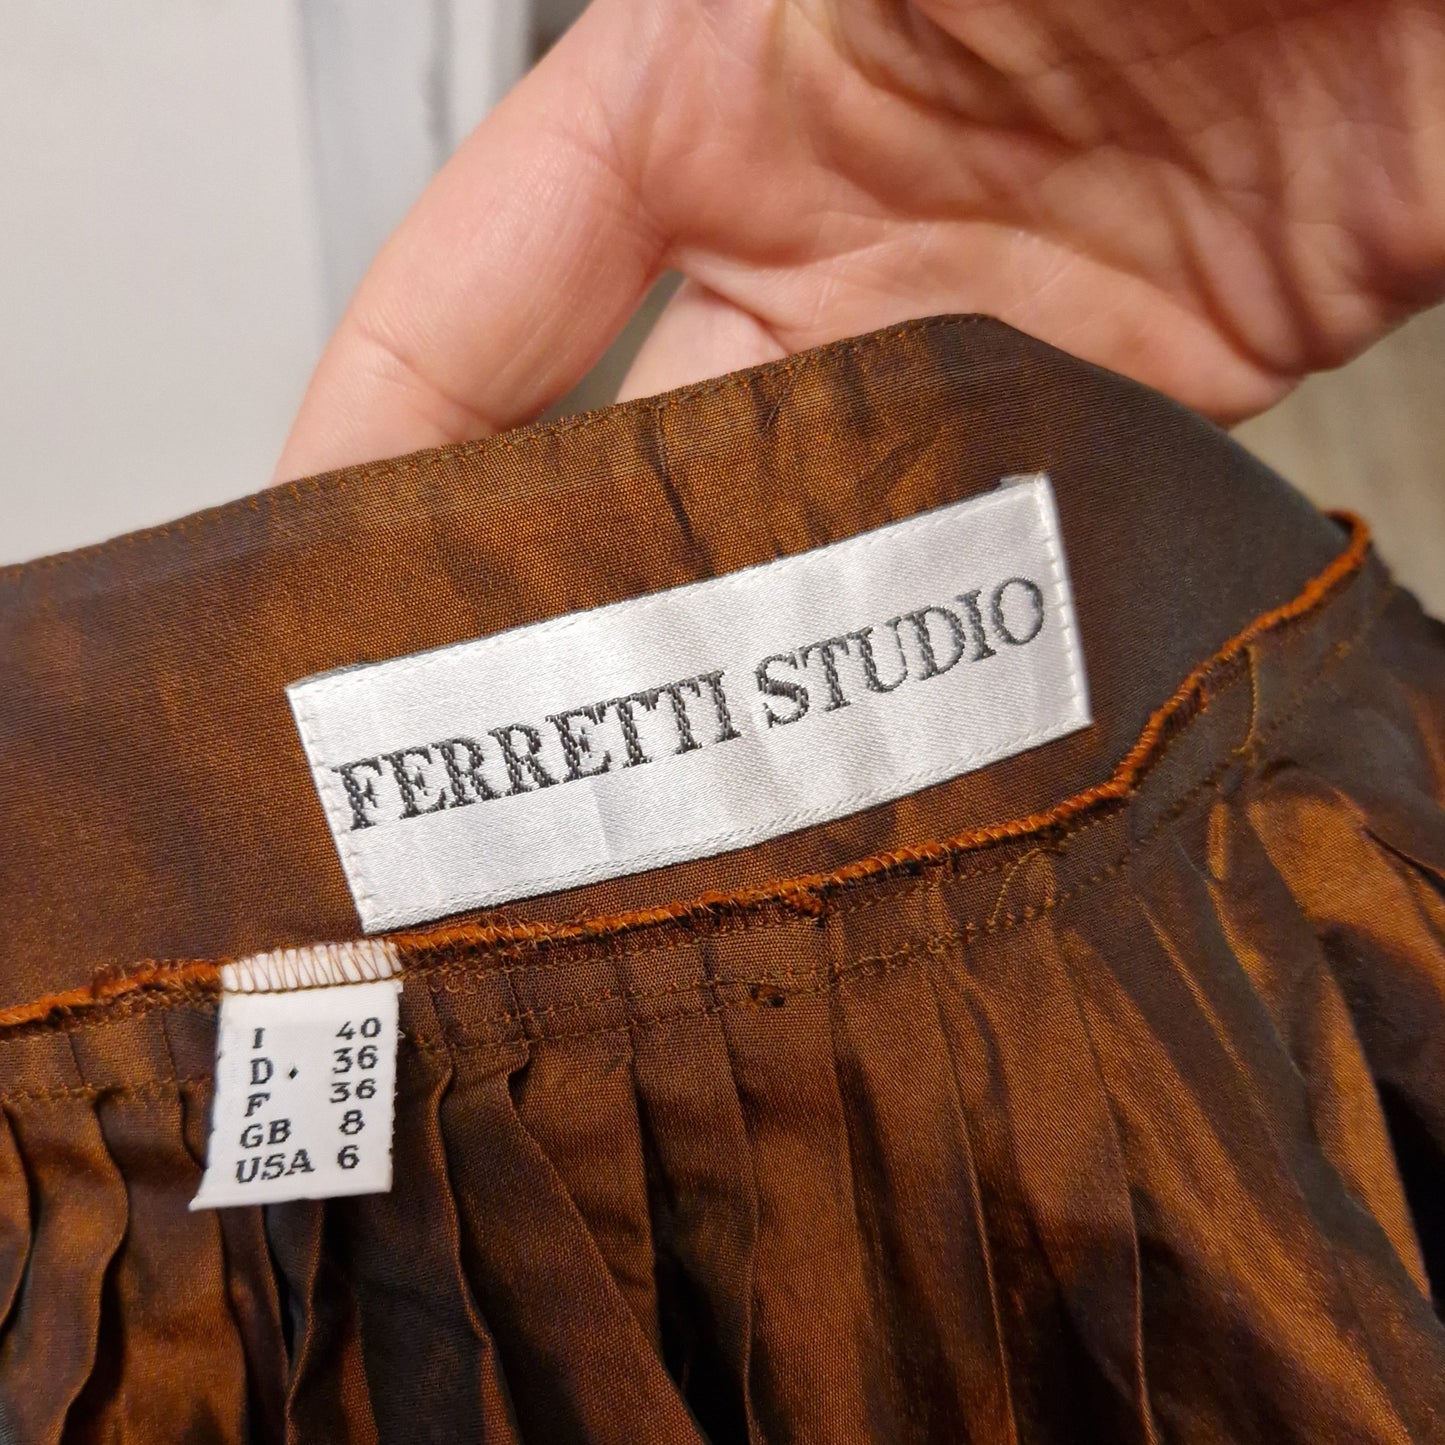 FERRETTI STUDIO
I 40
D. 36
F 36
GB 8
USA 6